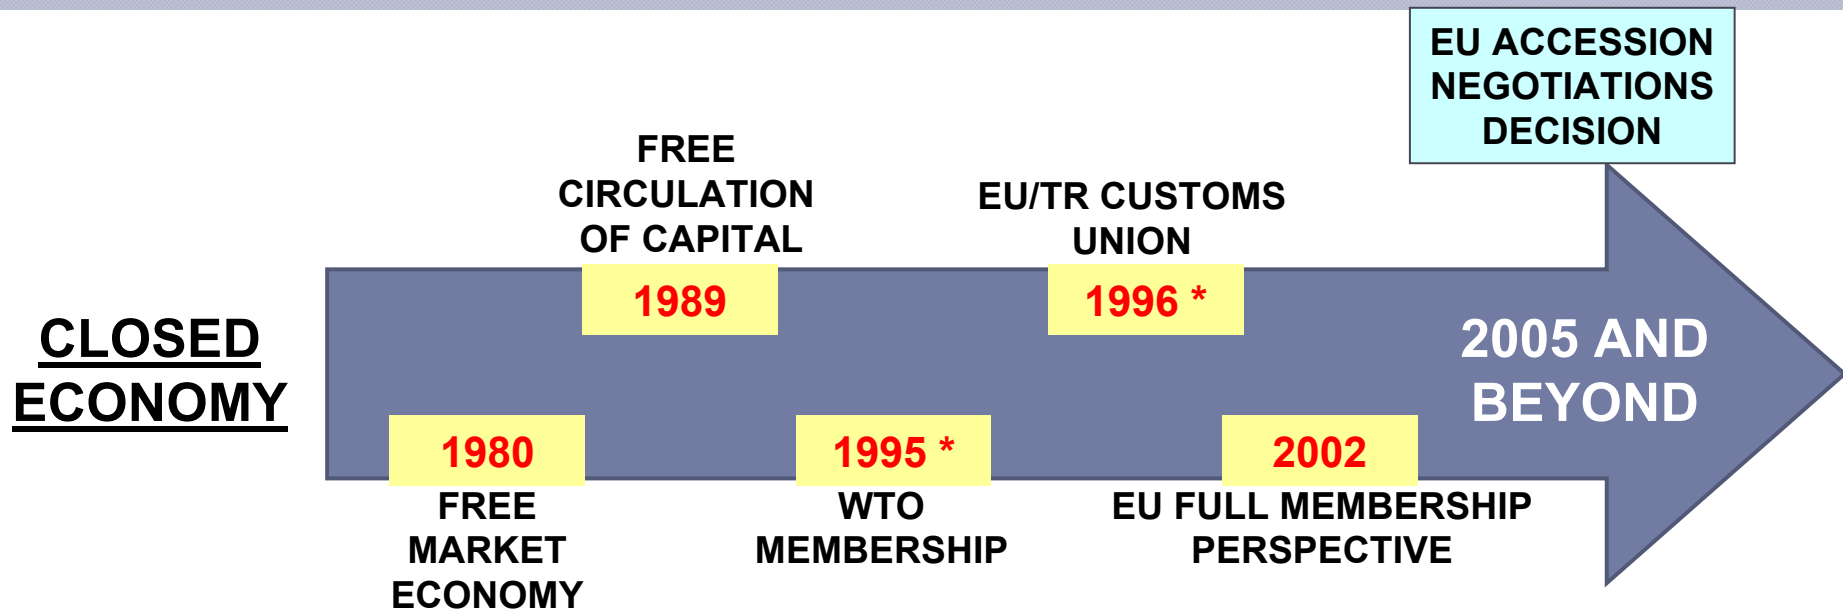 EU ACCESSION
NEGOTIATIONS
DECISION
FREE
CIRCULATION
OF CAPITAL
EU/TR CUSTOMS
UNION
1989
1996 *
CLOSED
ECONOMY
2005 AND
BEYOND
1980
1995 *
2002
FREE
MARKET
ECONOMY
WTO
MEMBERSHIP
EU FULL MEMBERSHIP
PERSPECTIVE